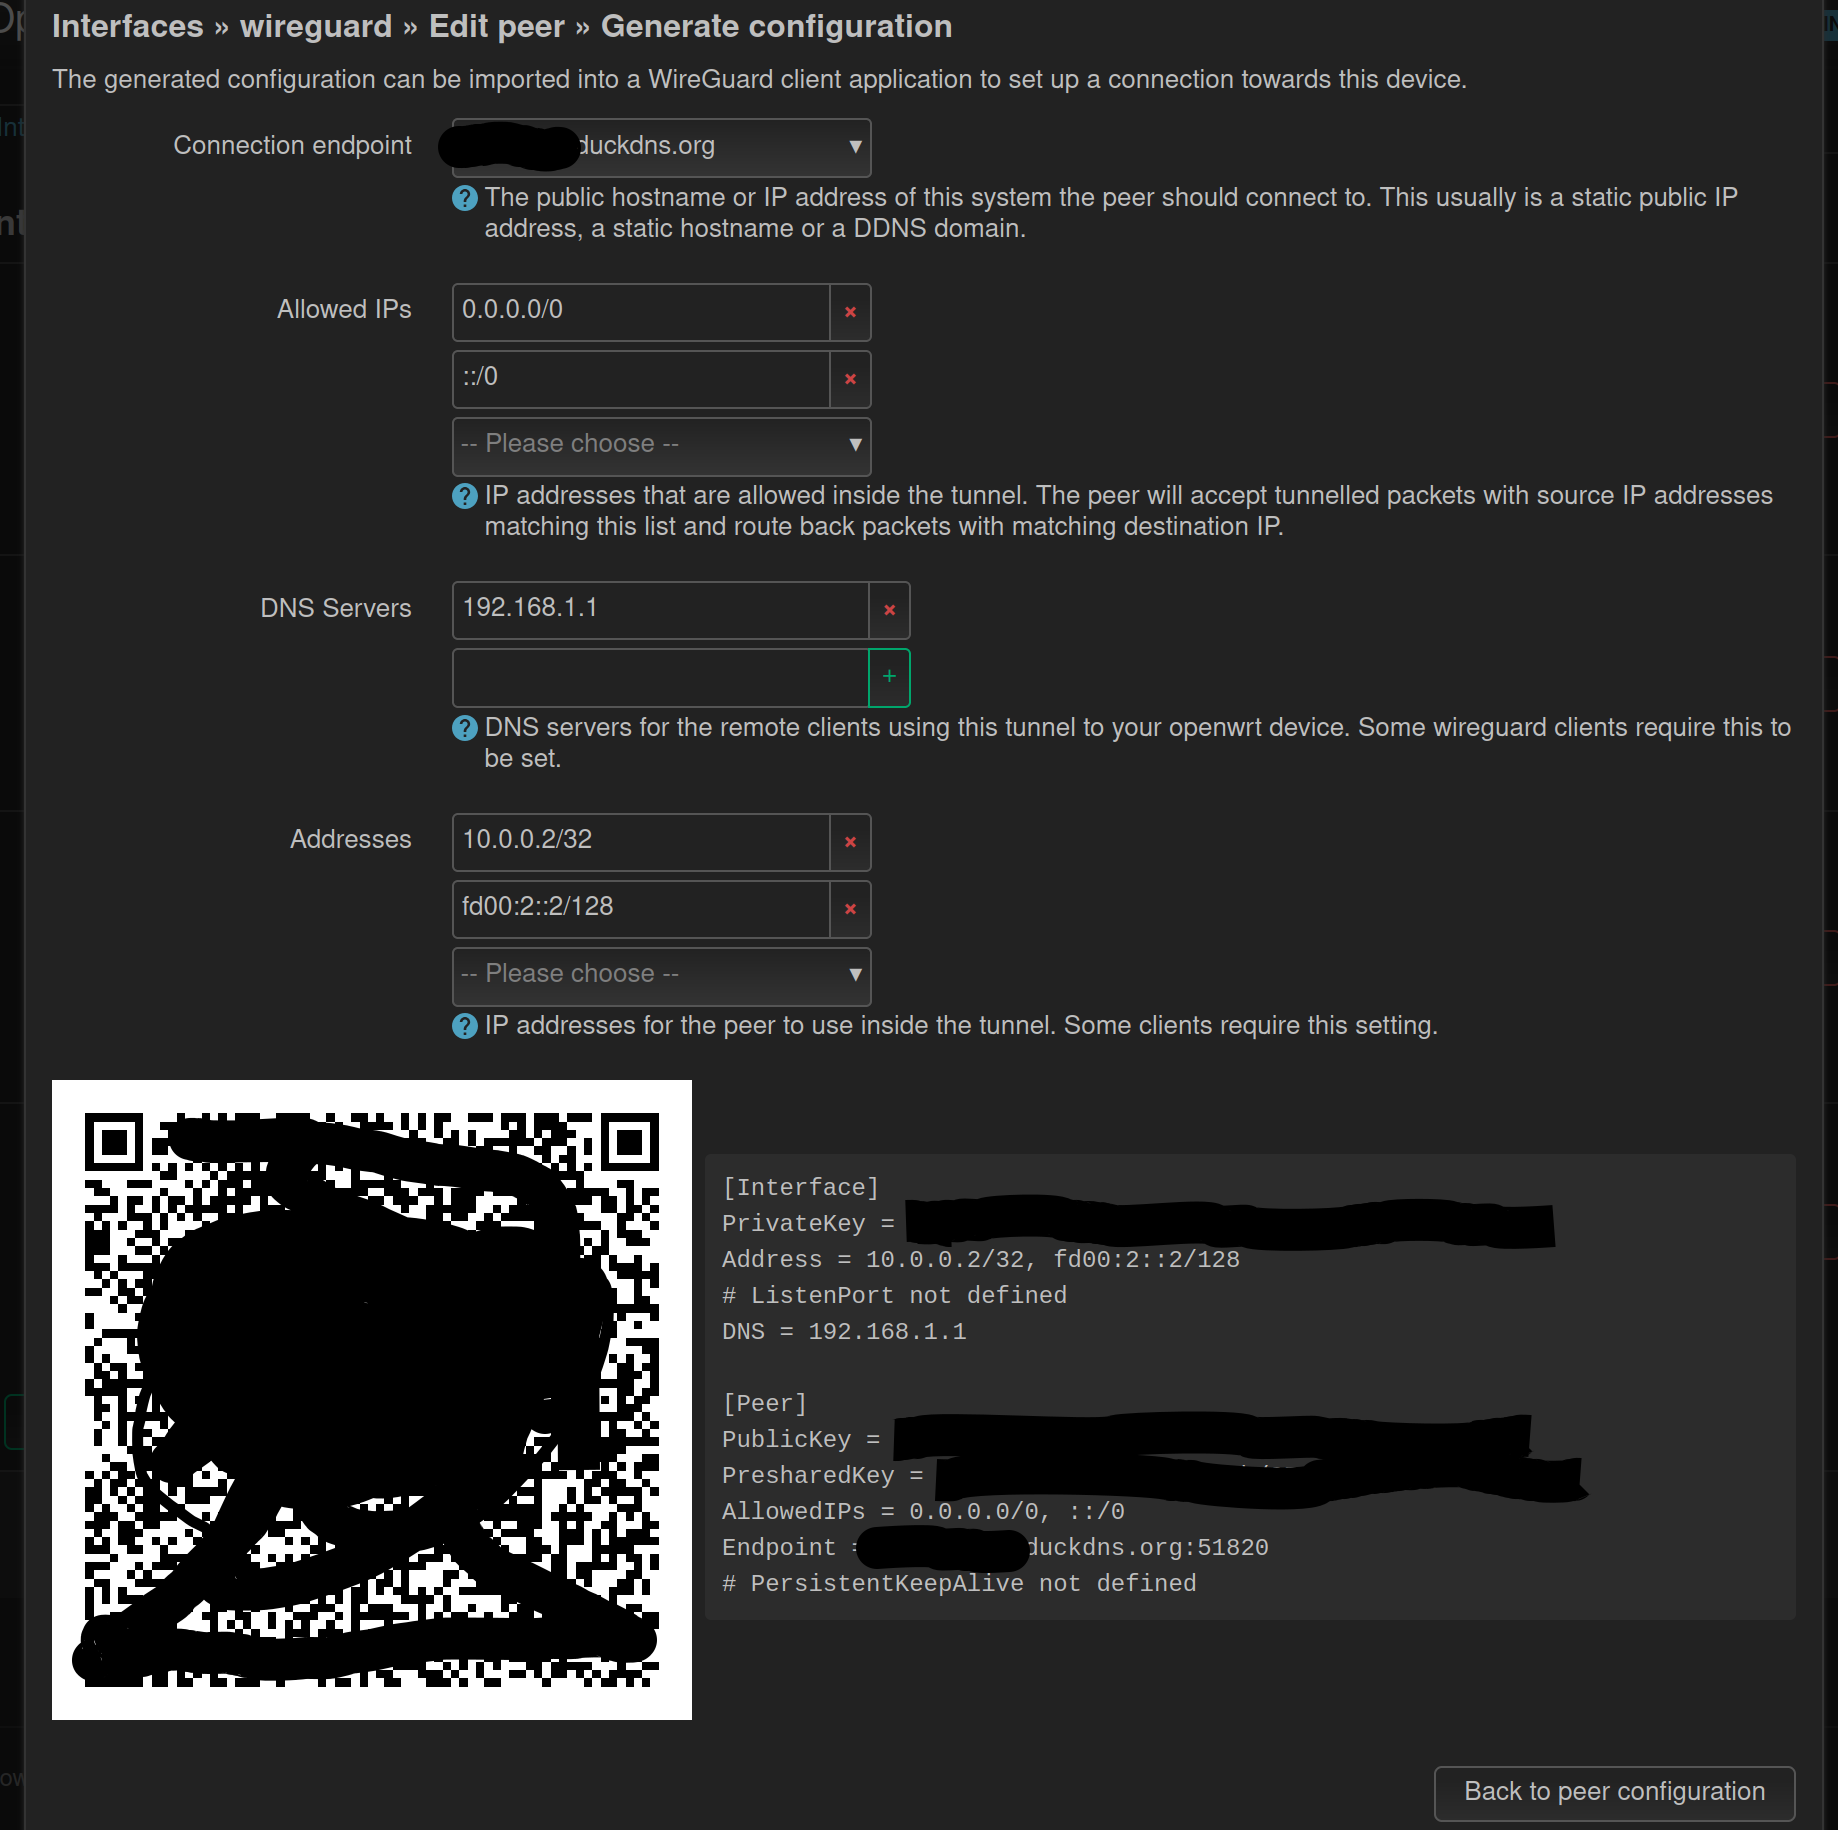 Interfaces » wireguard » Edit peer » Generate configuration
The generated configuration can be imported into a WireGuard client application to set up a connection towards this device.
Connection endpoint
duckdns.org
The public hostname or IP address of this system the peer should connect to. This usually is a static public IP
address, a static hostname or a DDNS domain.
Allowed IPs
0.0.0.0/0
::/0
-- Please choose --
IP addresses that are allowed inside the tunnel. The peer will accept tunnelled packets with source IP addresses
matching this list and route back packets with matching destination IP.
DNS Servers
192.168.1.1
+
DNS servers for the remote clients using this tunnel to your openwrt device. Some wireguard clients require this to
be set.
Addresses
10.0.0.2/32
fd00:2::2/128
-- Please choose --
IP addresses for the peer to use inside the tunnel. Some clients require this setting.
[Interface]
PrivateKey =
Address = 10.0.0.2/32, fd00:2::2/128
# ListenPort not defined
DNS = 192.168.1.1
[Peer]
PublicKey =
PresharedKey =
AllowedIPs = 0.0.0.0/0, ::/0
Endpoint = duckdns.org:51820
# PersistentKeepAlive not defined
Back to peer configuration